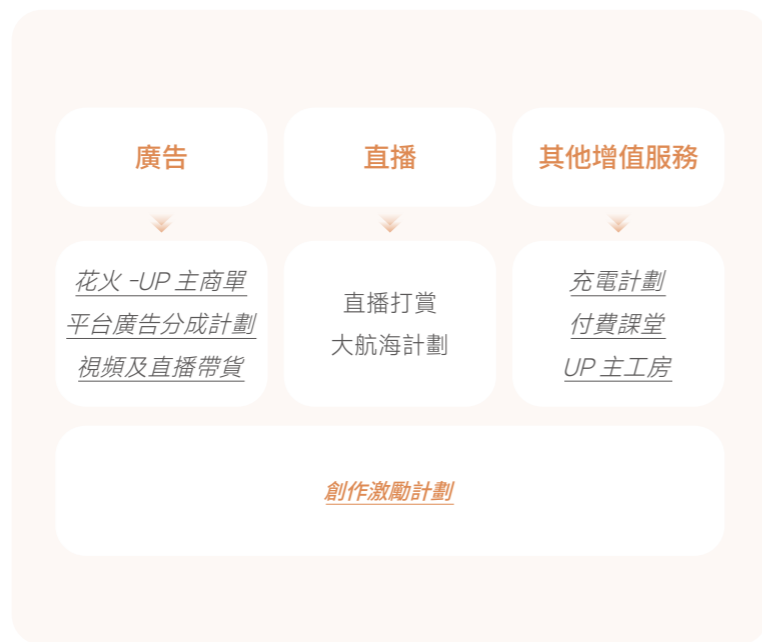 廣告
直播
其他增值服務
花火 -UP 主商單
平台廣告分成計劃
視頻及直播帶貨
直播打賞
大航海計劃
充電計劃
付費課堂
UP 主工房
創作激勵計劃